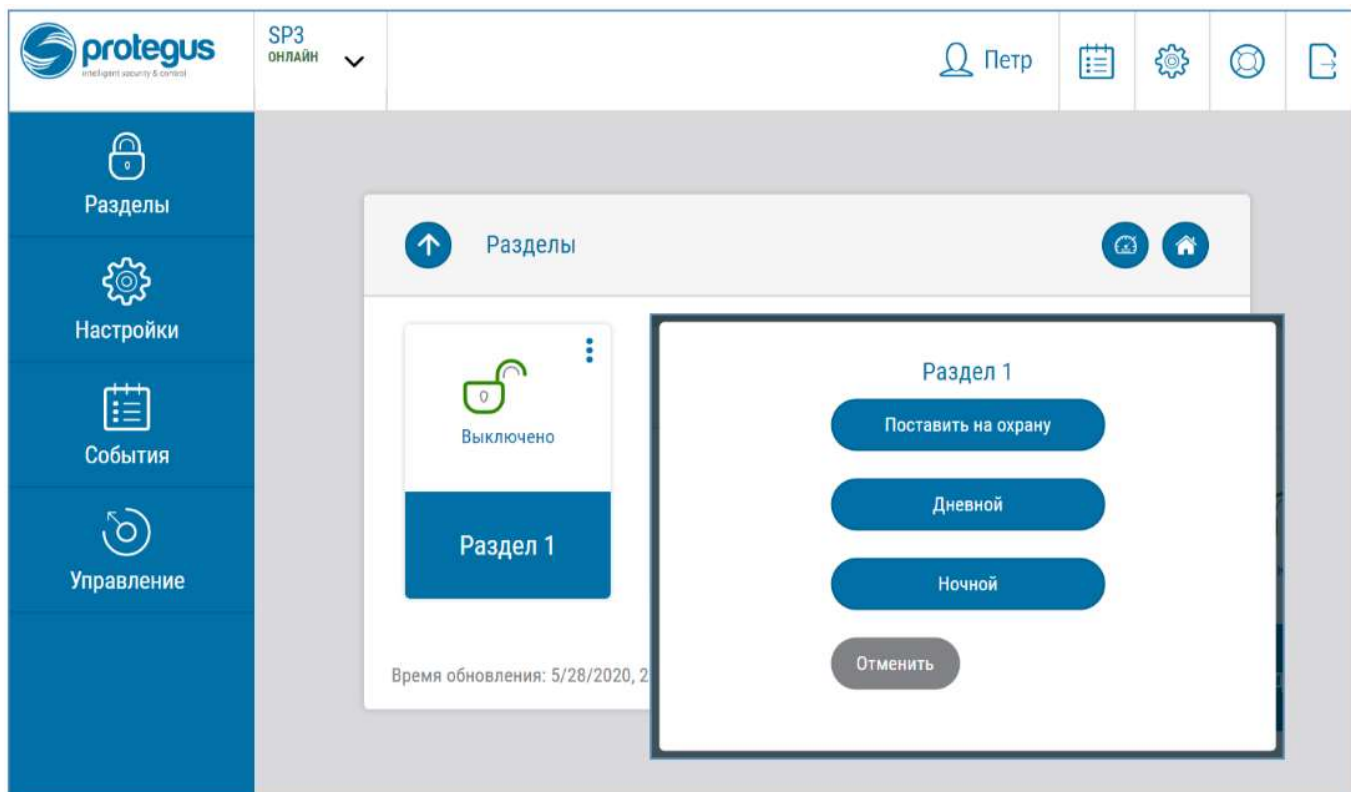 protegus
intelligent security & control
SP3
ОНЛАЙН
Петр
Разделы
Настройки
События
Управление
Разделы
Выключено
Раздел 1
Время обновления: 5/28/2020, 2
Раздел 1
Поставить на охрану
Дневной
Ночной
Отменить